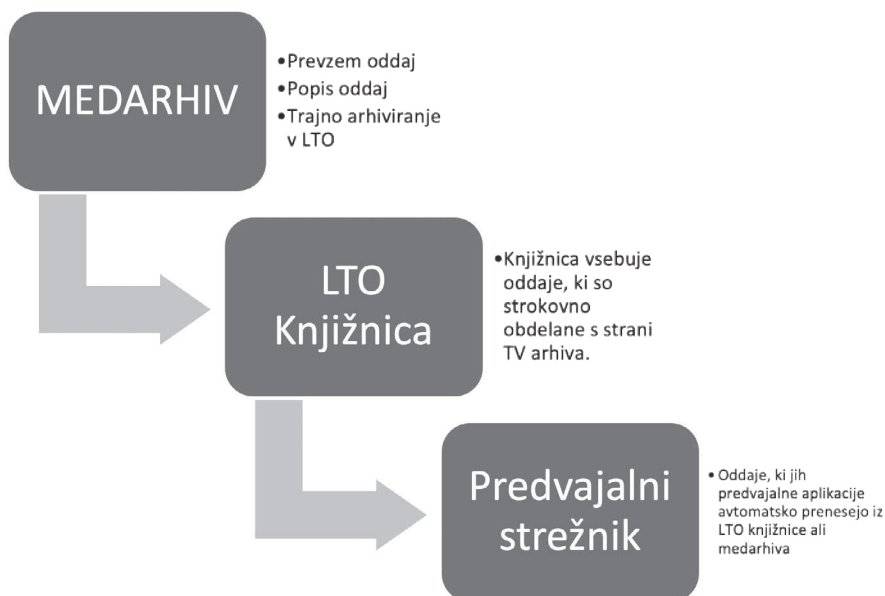 MEDARHIV
•Prevzem oddaj
•Popis oddaj
•Trajno arhiviranje
v LTO
LTO
Knjižnica
•Knjižnica vsebuje
oddaje, ki so
strokovno
obdelane s strani
TV arhiva.
Predvajalni
strežnik
• Oddaje, ki jih
predvajalne aplikacije
avtomatsko prenesejo iz
LTO knjižnice ali
medarhiva